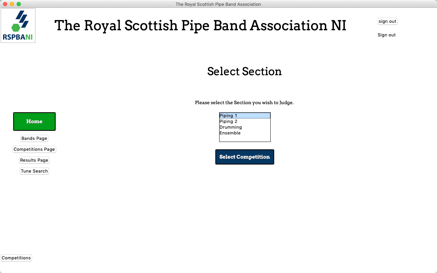 The Royal Scottish Pipe Band Association
RSPBANI
The Royal Scottish Pipe Band Association NI
sign out
Sign out
Select Section
Please select the Section you wish to Judge.
Piping 1
Piping 2
Drumming
Ensemble
Select Competition
Home
Bands Page
Competitions Page
Results Page
Tune Search
Competitions